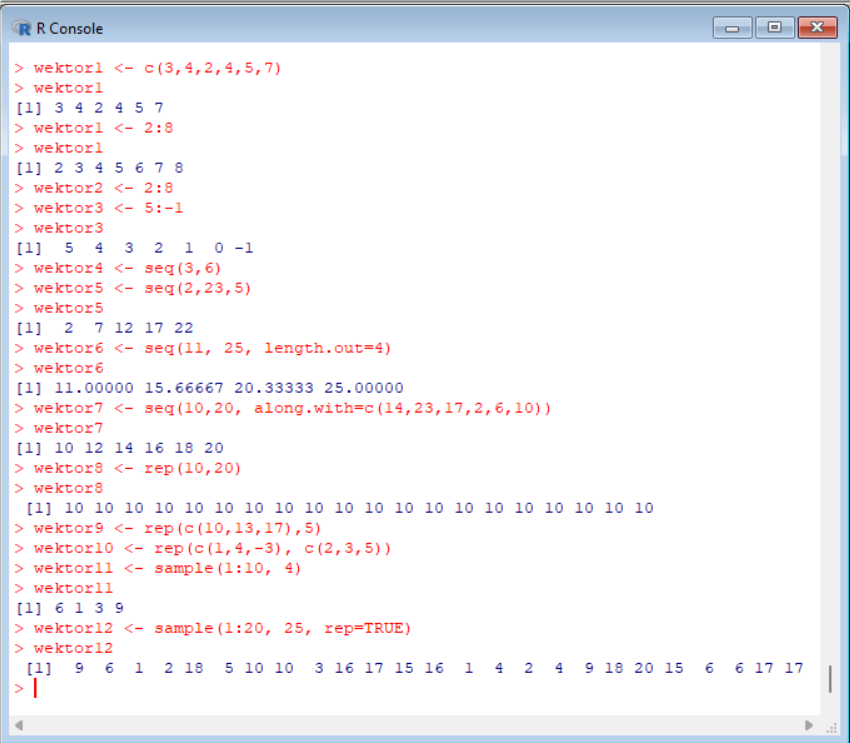 R Console
> wektor1 <- c(3,4,2,4,5,7)
> wektor1
[1] 3 4 2 4 5 7
> wektor1 <- 2:8
> wektor1
[1] 2 3 4 5 6 7 8
> wektor2 <- 2:8
> wektor3 <- 5:-1
> wektor3
[1]  5  4  3  2  1  0 -1
> wektor4 <- seq(3,6)
> wektor5 <- seq(2,23,5)
> wektor5
[1]  2  7 12 17 22
> wektor6 <- seq(11, 25, length.out=4)
> wektor6
[1] 11.00000 15.66667 20.33333 25.00000
> wektor7 <- seq(10,20, along.with=c(14,23,17,2,6,10))
> wektor7
[1] 10 12 14 16 18 20
> wektor8 <- rep(10,20)
> wektor8
 [1] 10 10 10 10 10 10 10 10 10 10 10 10 10 10 10 10 10 10 10 10
> wektor9 <- rep(c(10,13,17),5)
> wektor10 <- rep(c(1,4,-3), c(2,3,5))
> wektor11 <- sample(1:10, 4)
> wektor11
[1] 6 1 3 9
> wektor12 <- sample(1:20, 25, rep=TRUE)
> wektor12
 [1]  9  6  1  2 18  5 10 10  3 16 17 15 16  1  4  2  4  9 18 20 15  6  6 17 17
>